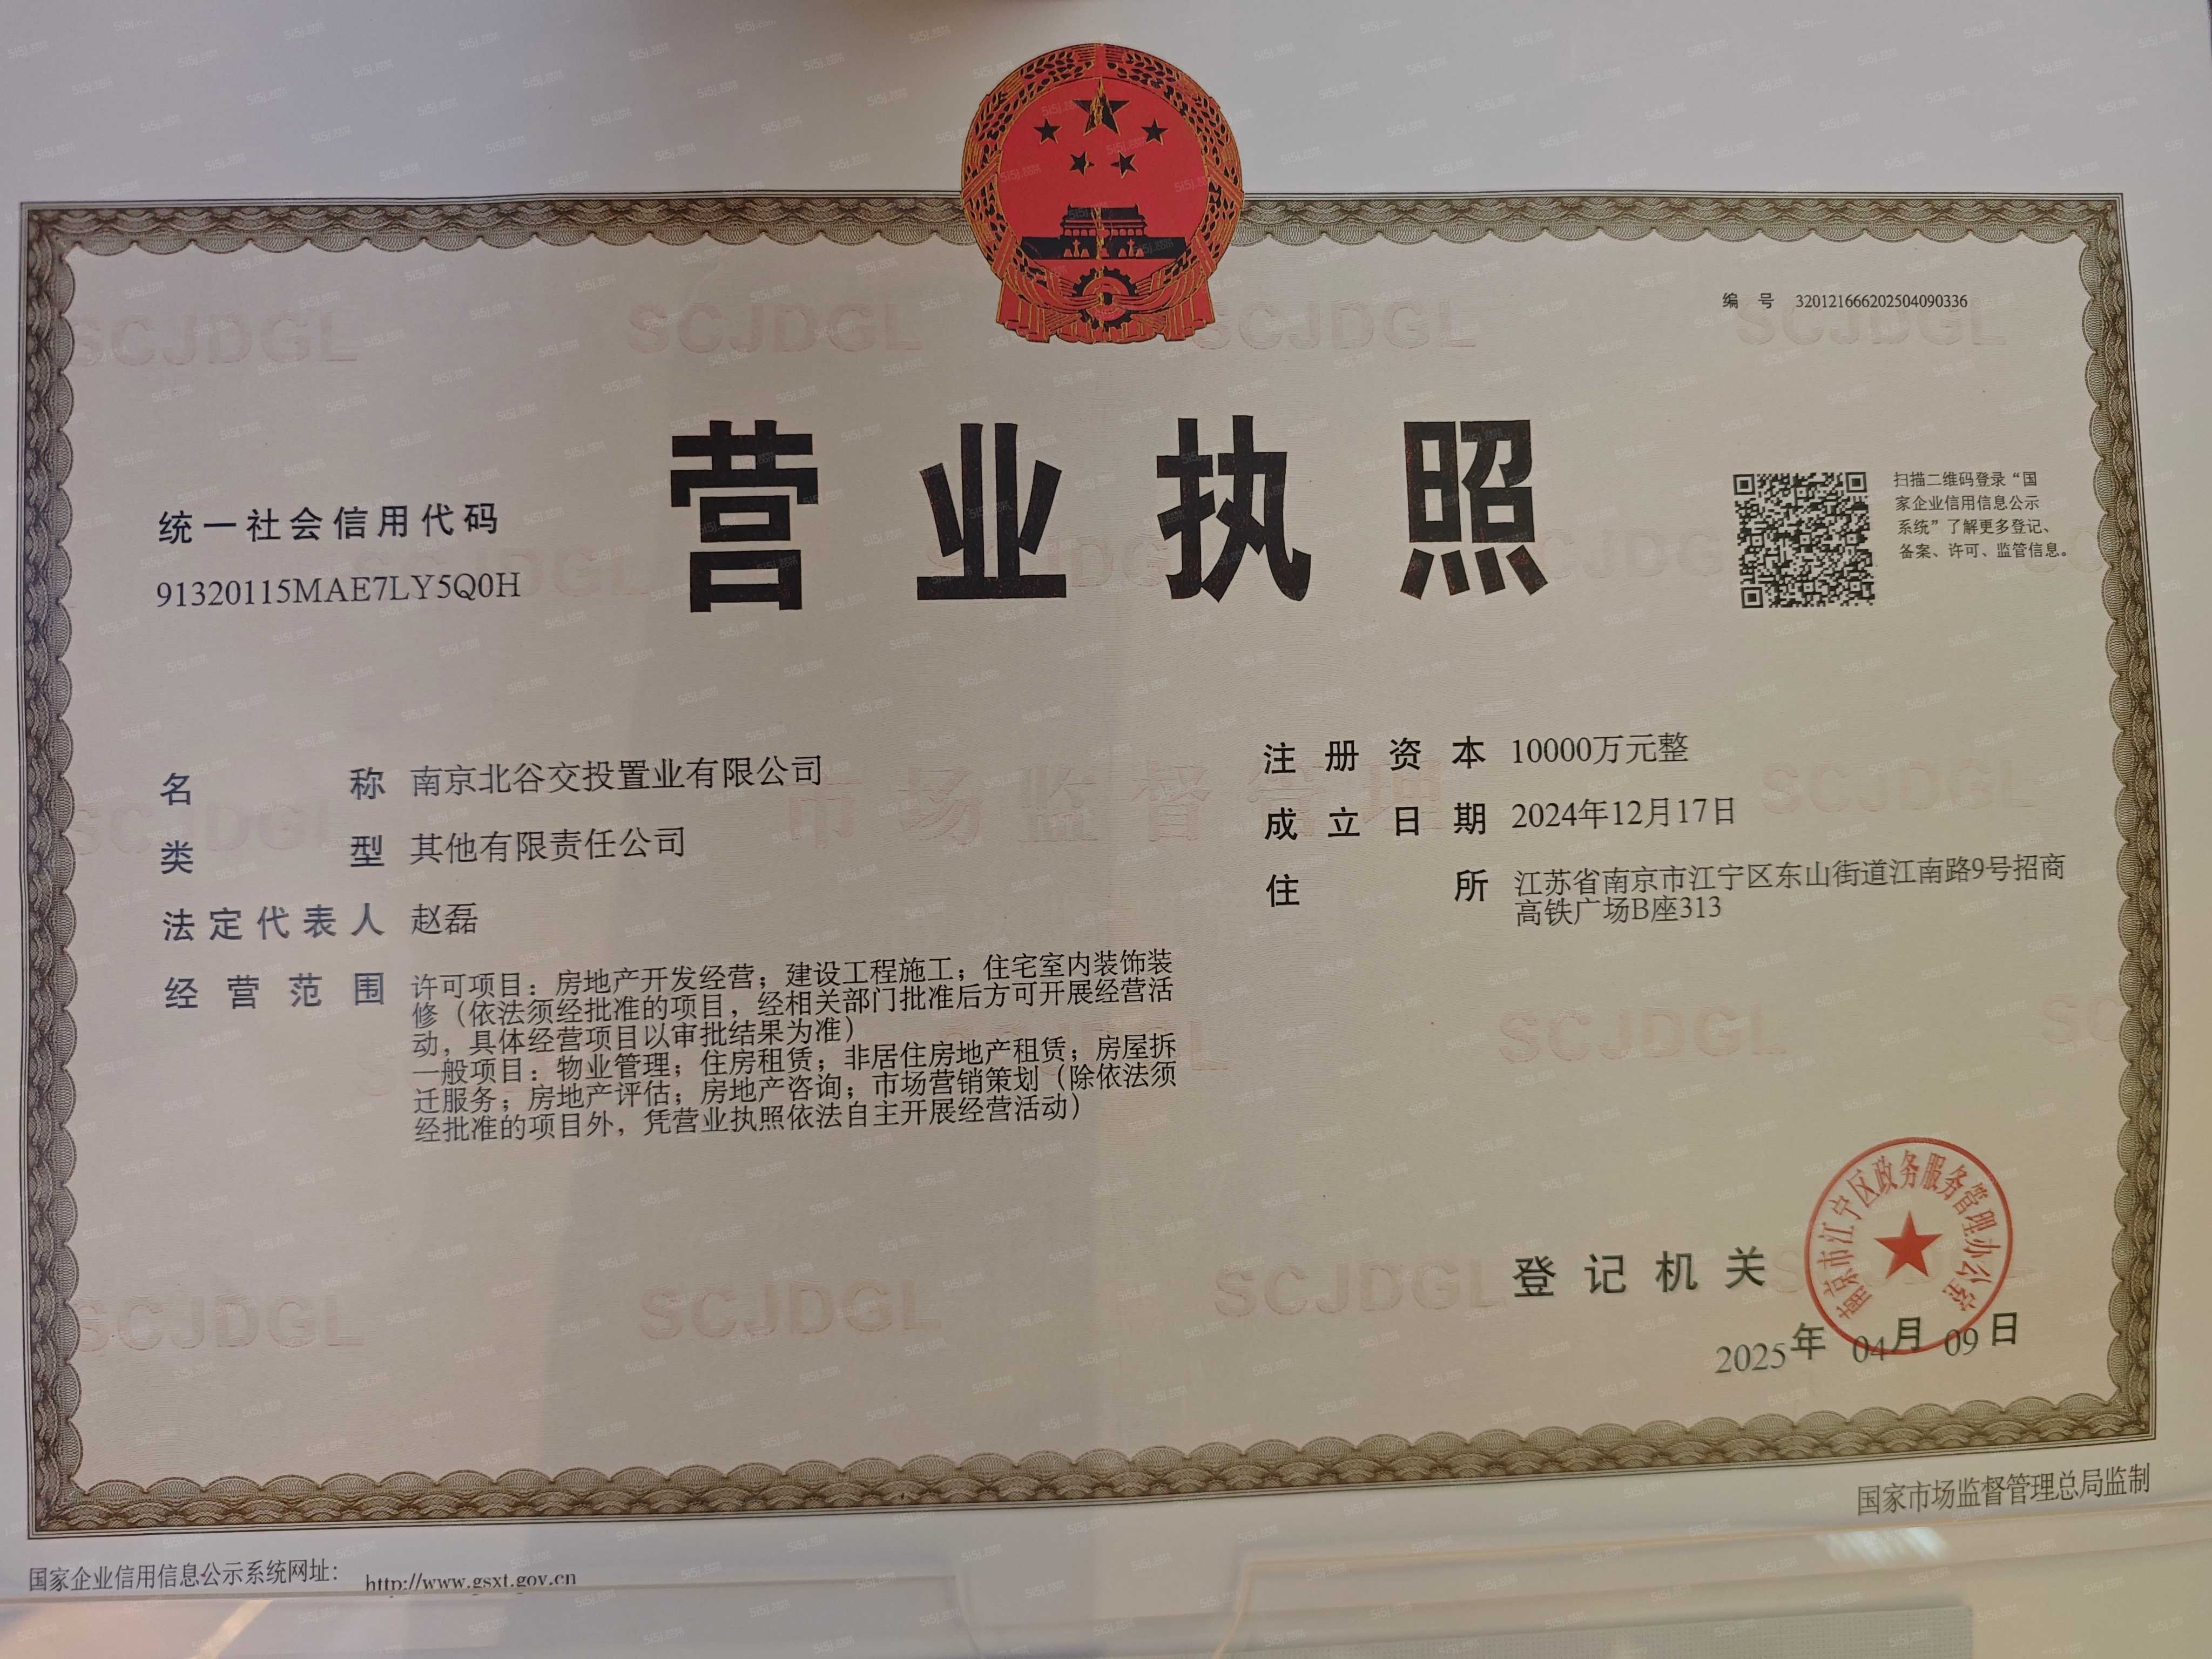 编 号 320121666202504090336
营业执照
扫描二维码登录“国
家企业信用信息公示
系统”了解更多登记、
备案、许可、监管信息。
统一社会信用代码
91320115MAE7LY5Q0H
名称 南京北谷交投置业有限公司
类型 其他有限责任公司
法定代表人 赵磊
经营范围 许可项目：房地产开发经营；建设工程施工；住宅室内装饰装
修（依法须经批准的项目，经相关部门批准后方可开展经营活
动，具体经营项目以审批结果为准）
一般项目：物业管理；住房租赁；非居住房地产租赁；房屋拆
迁服务；房地产评估；房地产咨询；市场营销策划（除依法须
经批准的项目外，凭营业执照依法自主开展经营活动）
注册资本 10000万元整
成立日期 2024年12月17日
住所 江苏省南京市江宁区东山街道江南路9号招商
高铁广场B座313
登记机关
南京市江宁区政务服务管理办公室
2025年 04月 09日
国家市场监督管理总局监制
国家企业信用信息公示系统网址： http://www.gsxt.gov.cn
SCJDGL
市场监督管理
5i5j.com